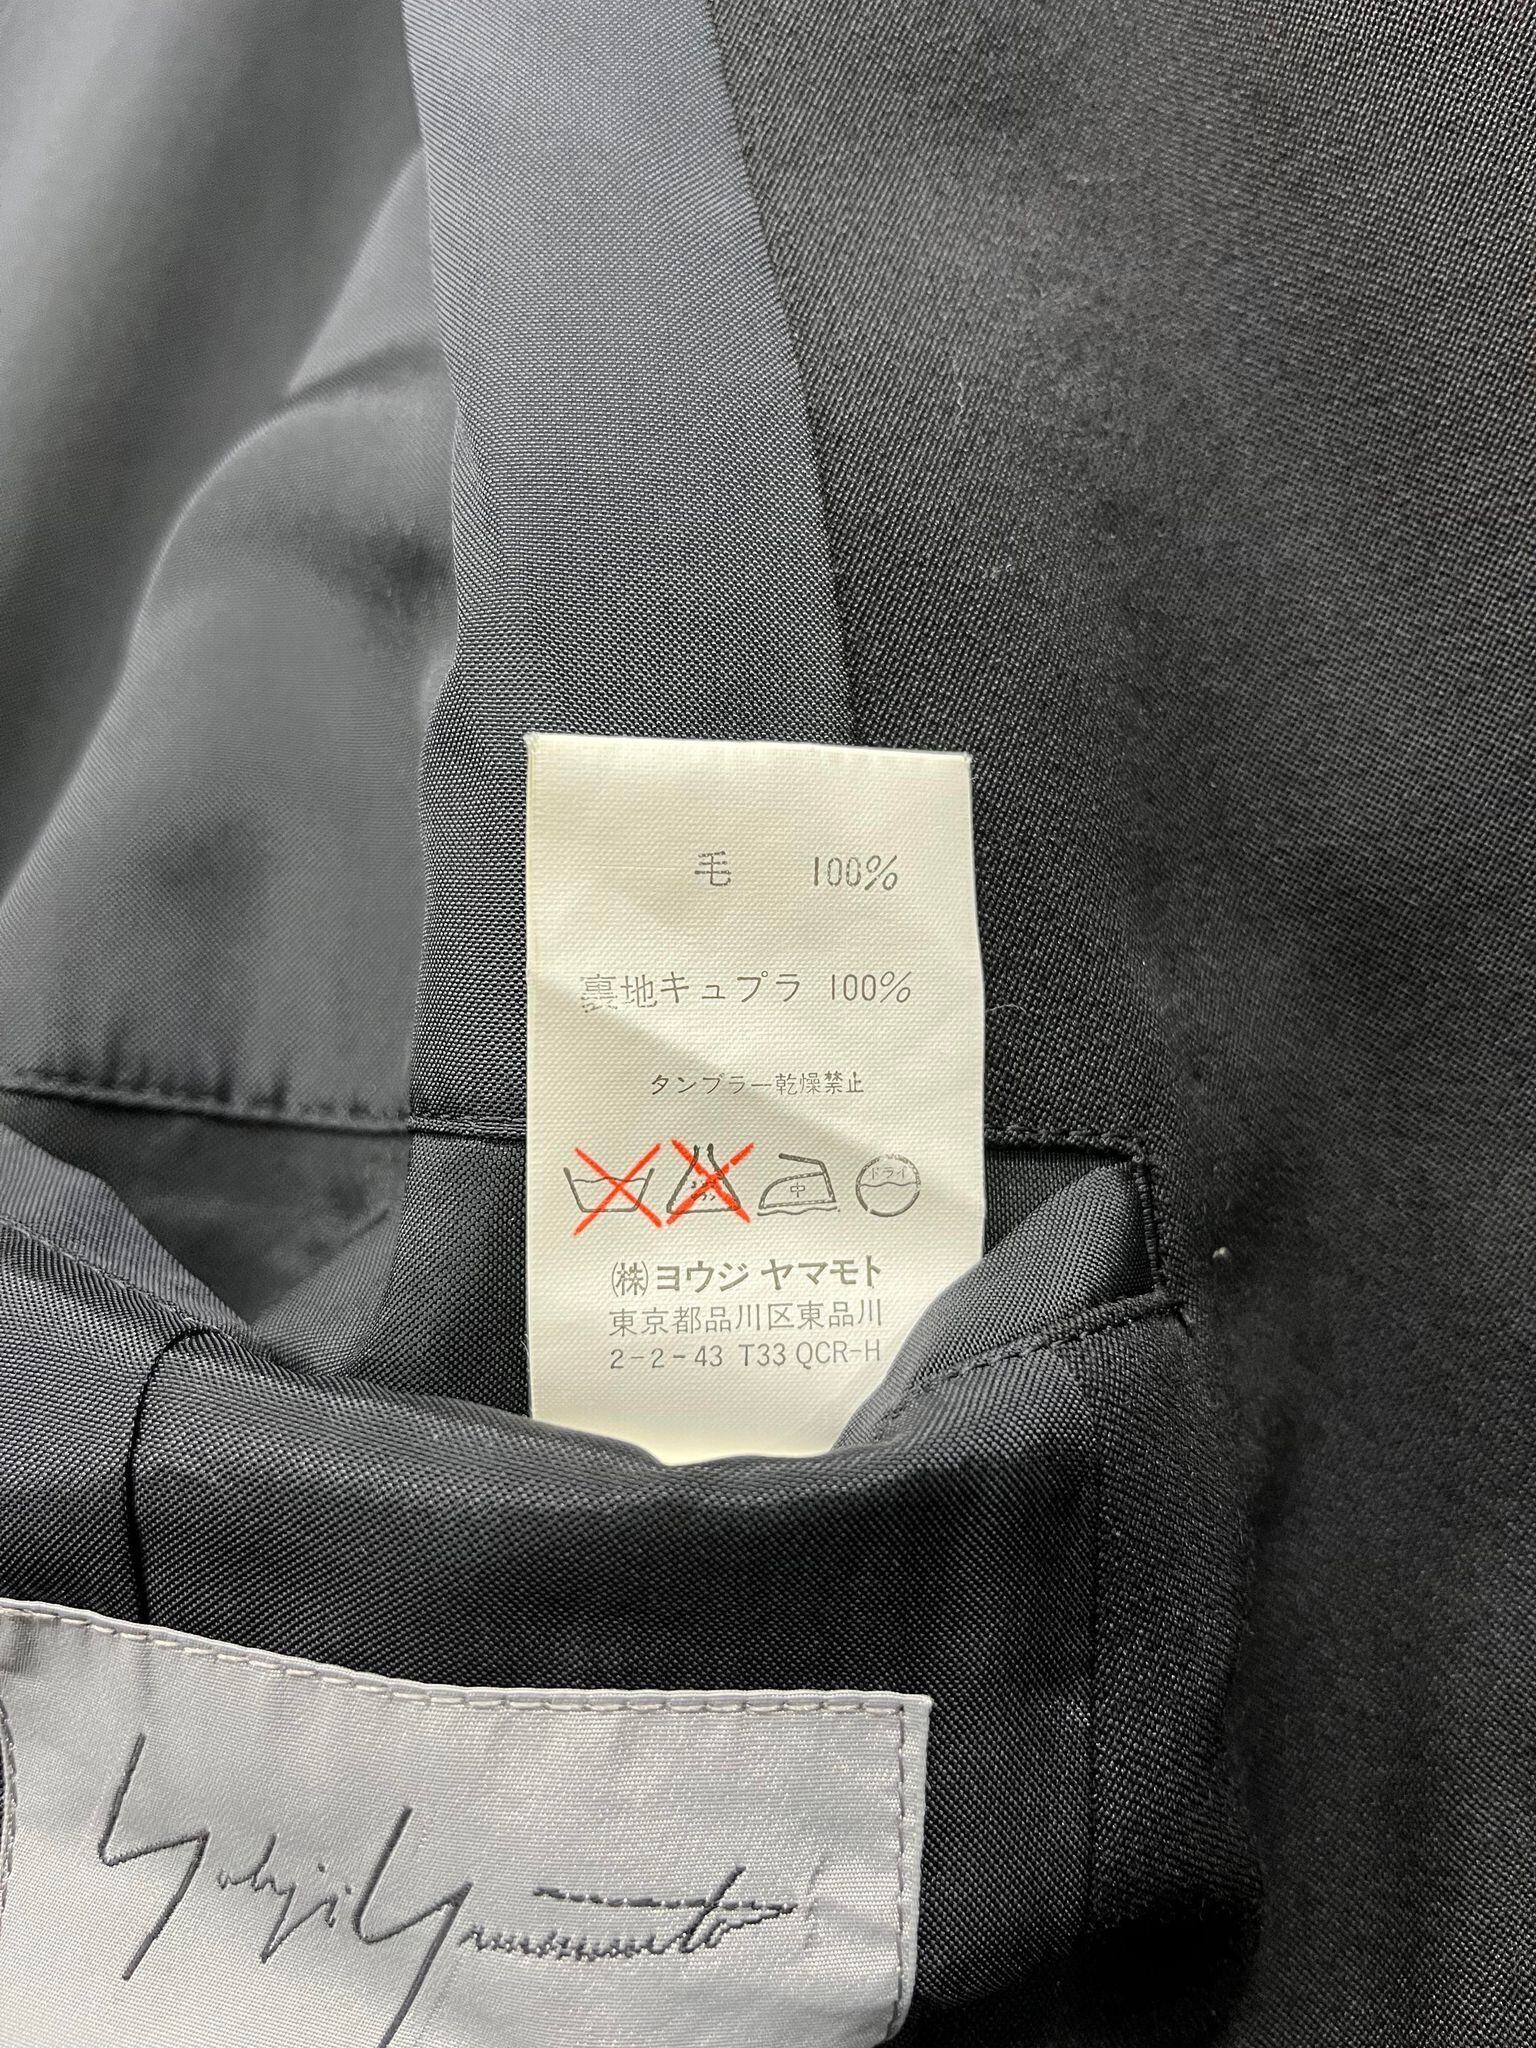 毛 100%
裏地キュプラ 100%
タンブラー乾燥禁止
中
ドライ
㈱ヨウジ ヤマモト
東京都品川区東品川
2-2-43 T33 QCR-H
Yohji Yamamoto